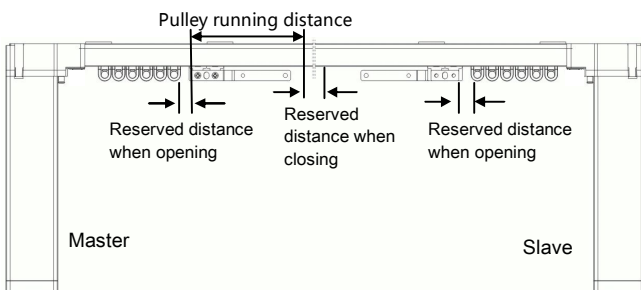 Pulley running distance
Reserved distance
when opening
Reserved
distance when
closing
Reserved distance
when opening
Master
Slave